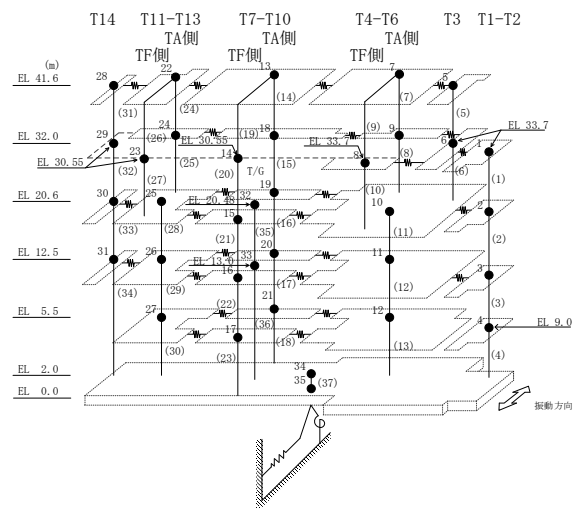 T14 T11-T13 T7-T10 T4-T6 T3 T1-T2
TA側 TA側 TA側
TF側 TF側 TF側
(m)
EL 41.6 28 22 13 7 5
(31) (24) (14) (7) (5)
EL 32.0 29 24 (26) (19) 18 (9) 9 6 EL 33.7
EL 30.55 EL 33.7
EL 30.55 23 (25) 14 (15) 8 (8) (6) 1
(32) (27) (20) T/G (10) (1)
EL 20.6 30 25 EL 20.48 19 32 10 2
(33) (28) 15 (35) (16) (11) (2)
EL 12.5 31 26 (21) 20 11 3
EL 13.0 33
(34) (29) 16 (17) (12) (3)
EL 5.5 27 (22) 21 12 4 EL 9.0
(30) 17 (36) (18) (13) (4)
(23)
EL 2.0 34
EL 0.0 35 (37)
振動方向